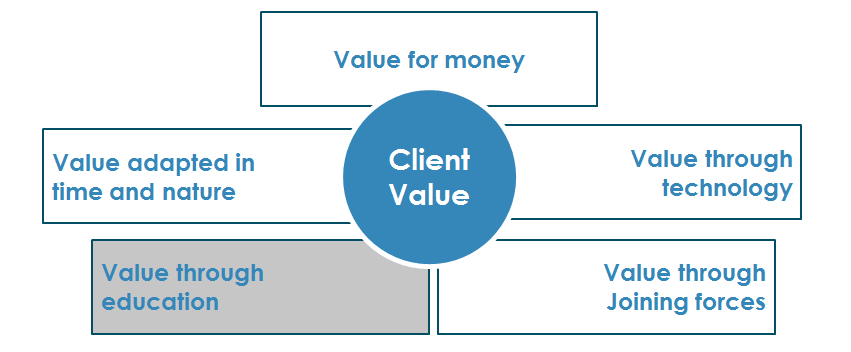 Value for money
Client
Value
Value adapted in
time and nature
Value through
technology
Value through
education
Value through
Joining forces